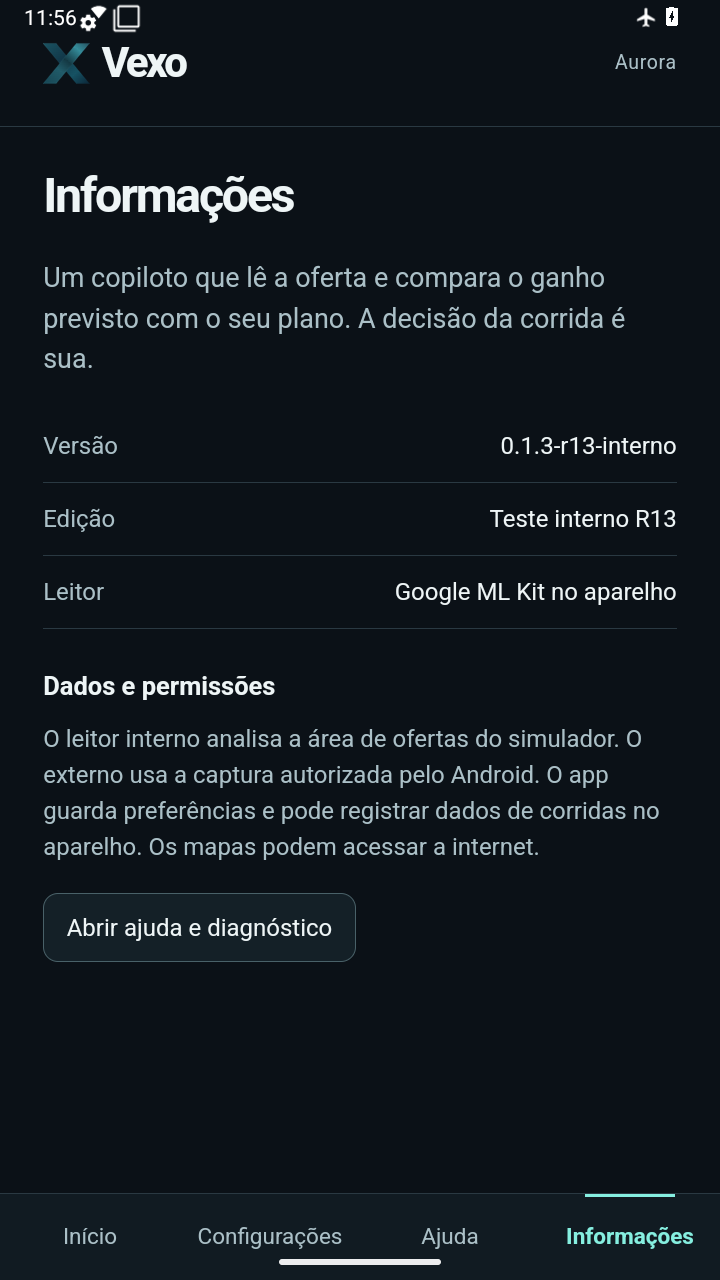 11:56
Vexo
Aurora
Informações
Um copiloto que lê a oferta e compara o ganho
previsto com o seu plano. A decisão da corrida é
sua.
Versão 0.1.3-r13-interno
Edição Teste interno R13
Leitor Google ML Kit no aparelho
Dados e permissões
O leitor interno analisa a área de ofertas do simulador. O
externo usa a captura autorizada pelo Android. O app
guarda preferências e pode registrar dados de corridas no
aparelho. Os mapas podem acessar a internet.
Abrir ajuda e diagnóstico
Início Configurações Ajuda Informações